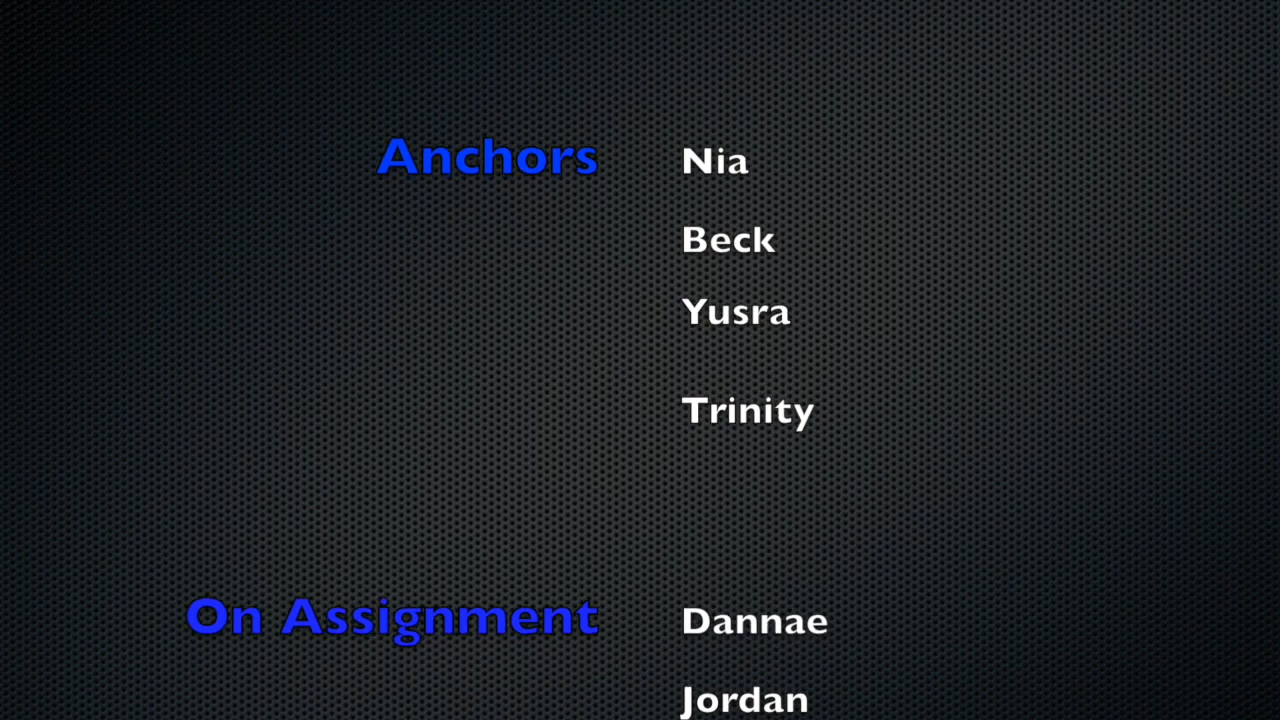 Anchors Nia
Beck
Yusra
Trinity
On Assignment Dannae
Jordan